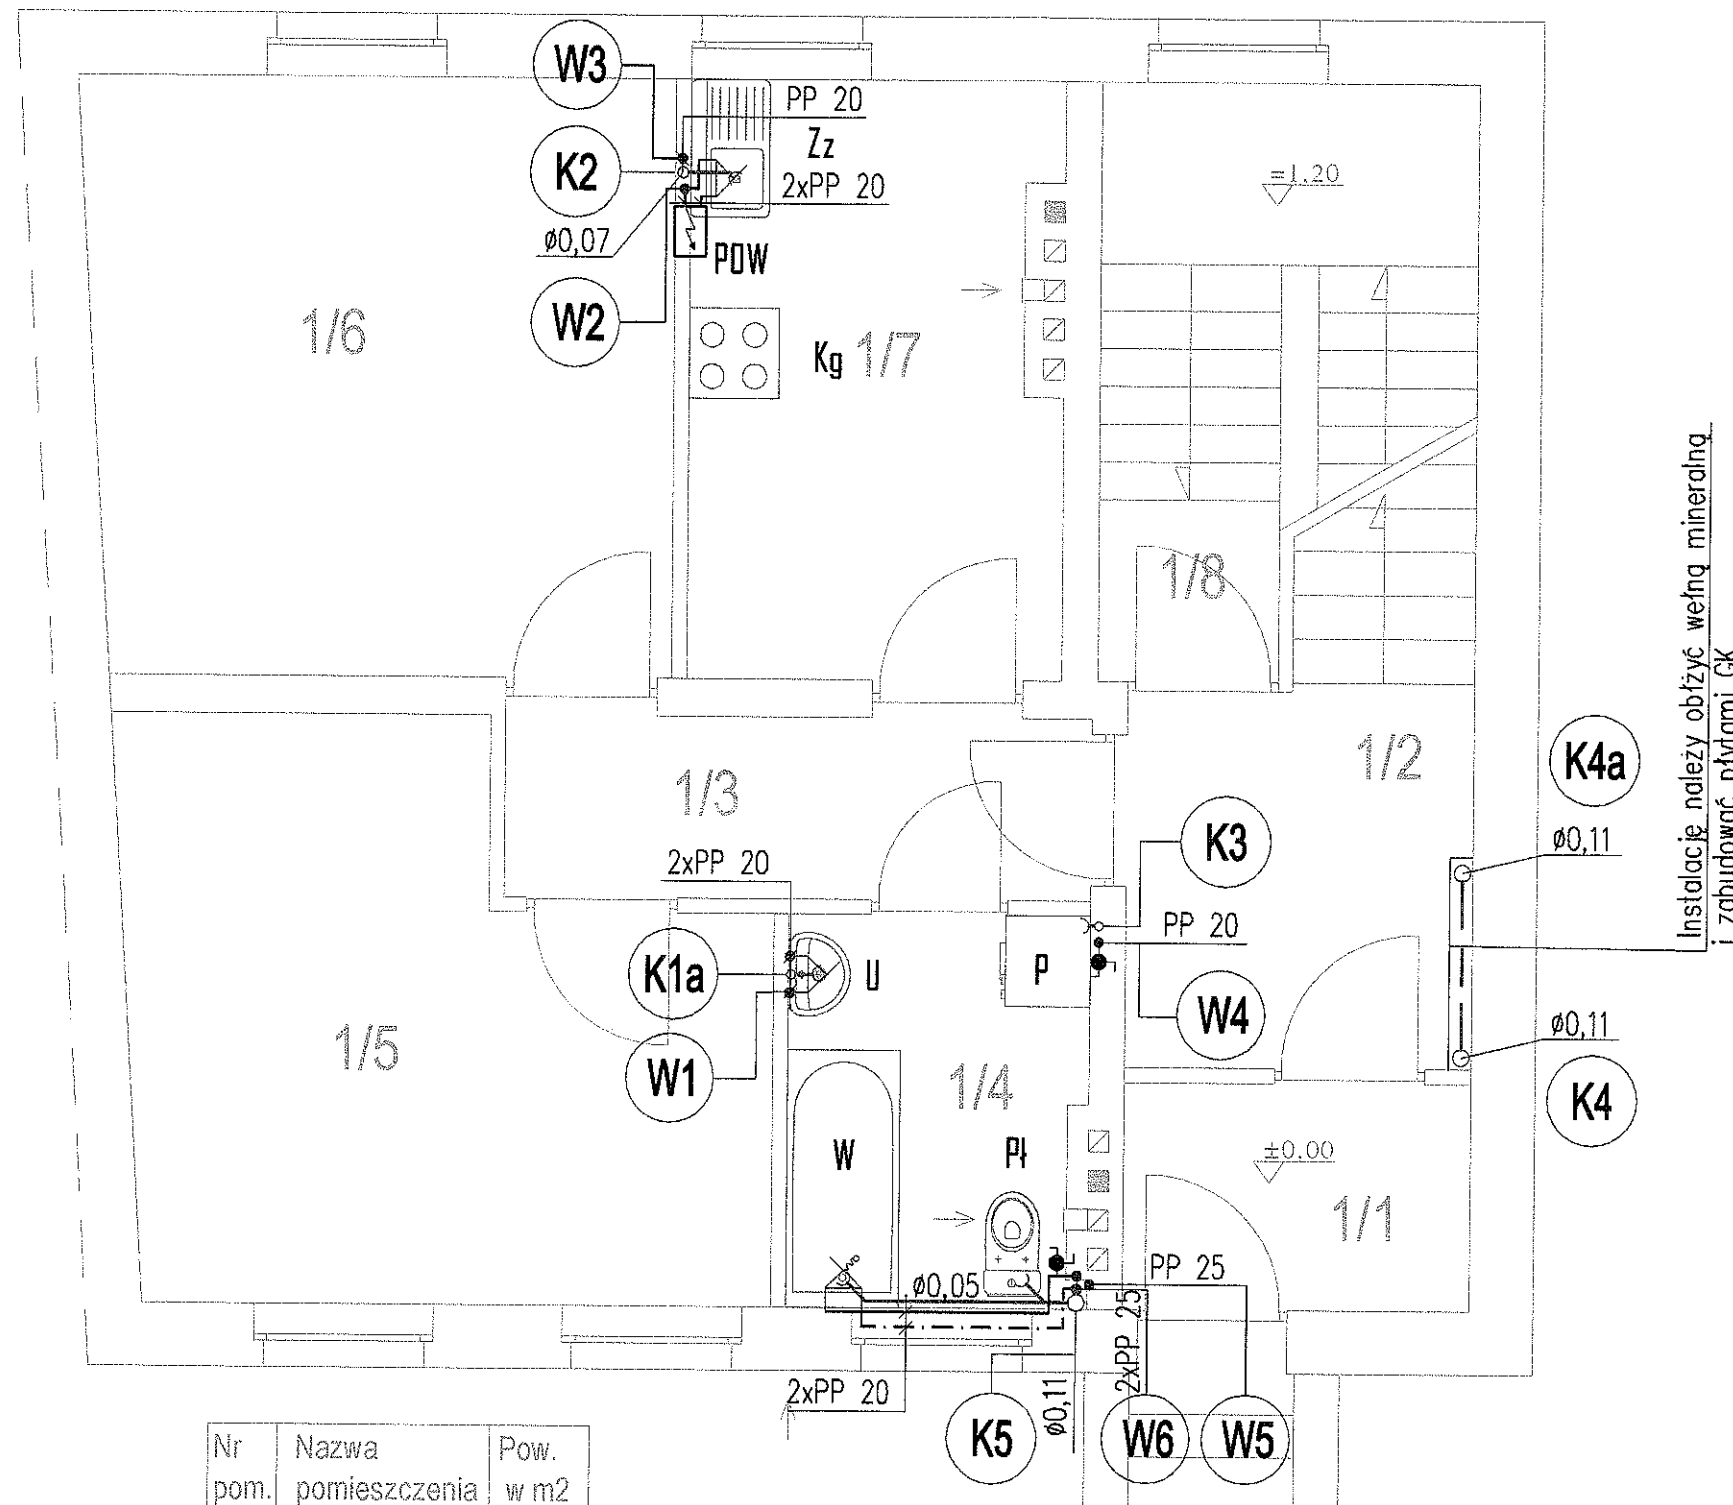 W3
PP 20
Zz
K2
2xPP 20
ø0,07
POW
W2
1/6
Kg
1/7
=1,20
1/8
1/2
K4a
ø0,11
Instalację należy obłżyć wełną mineralną
i zabudować płytami GK
1/3
K3
2xPP 20
PP 20
K1a
U
P
W4
ø0,11
K4
W1
1/5
1/4
W
Pł
±0.00
1/1
ø0,05
PP 25
2xPP 25
2xPP 20
ø0,11
K5
W6
W5
Nr
pom.
Nazwa
pomieszczenia
Pow.
w m2